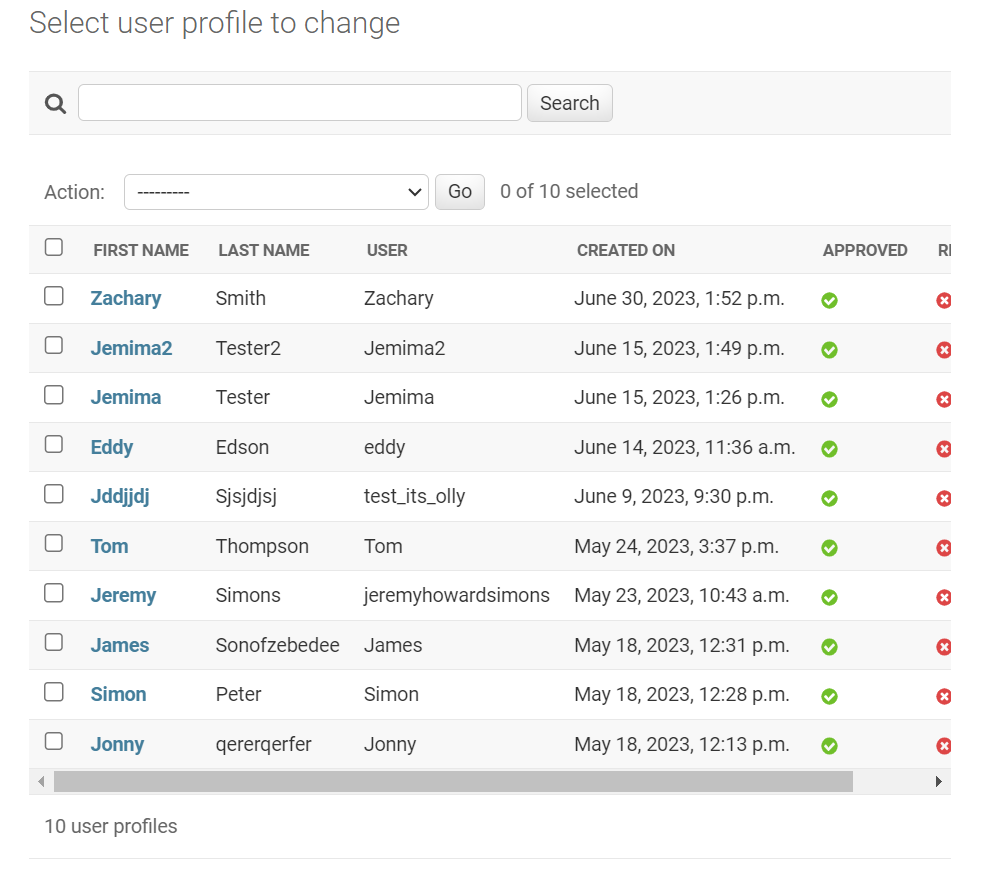 Select user profile to change
Search
Action: --------- Go 0 of 10 selected
FIRST NAME LAST NAME USER CREATED ON APPROVED
Zachary Smith Zachary June 30, 2023, 1:52 p.m.
Jemima2 Tester2 Jemima2 June 15, 2023, 1:49 p.m.
Jemima Tester Jemima June 15, 2023, 1:26 p.m.
Eddy Edson eddy June 14, 2023, 11:36 a.m.
Jddjjdj Sjsjdjsj test_its_olly June 9, 2023, 9:30 p.m.
Tom Thompson Tom May 24, 2023, 3:37 p.m.
Jeremy Simons jeremyhowardsimons May 23, 2023, 10:43 a.m.
James Sonofzebedee James May 18, 2023, 12:31 p.m.
Simon Peter Simon May 18, 2023, 12:28 p.m.
Jonny qererqerfer Jonny May 18, 2023, 12:13 p.m.
10 user profiles